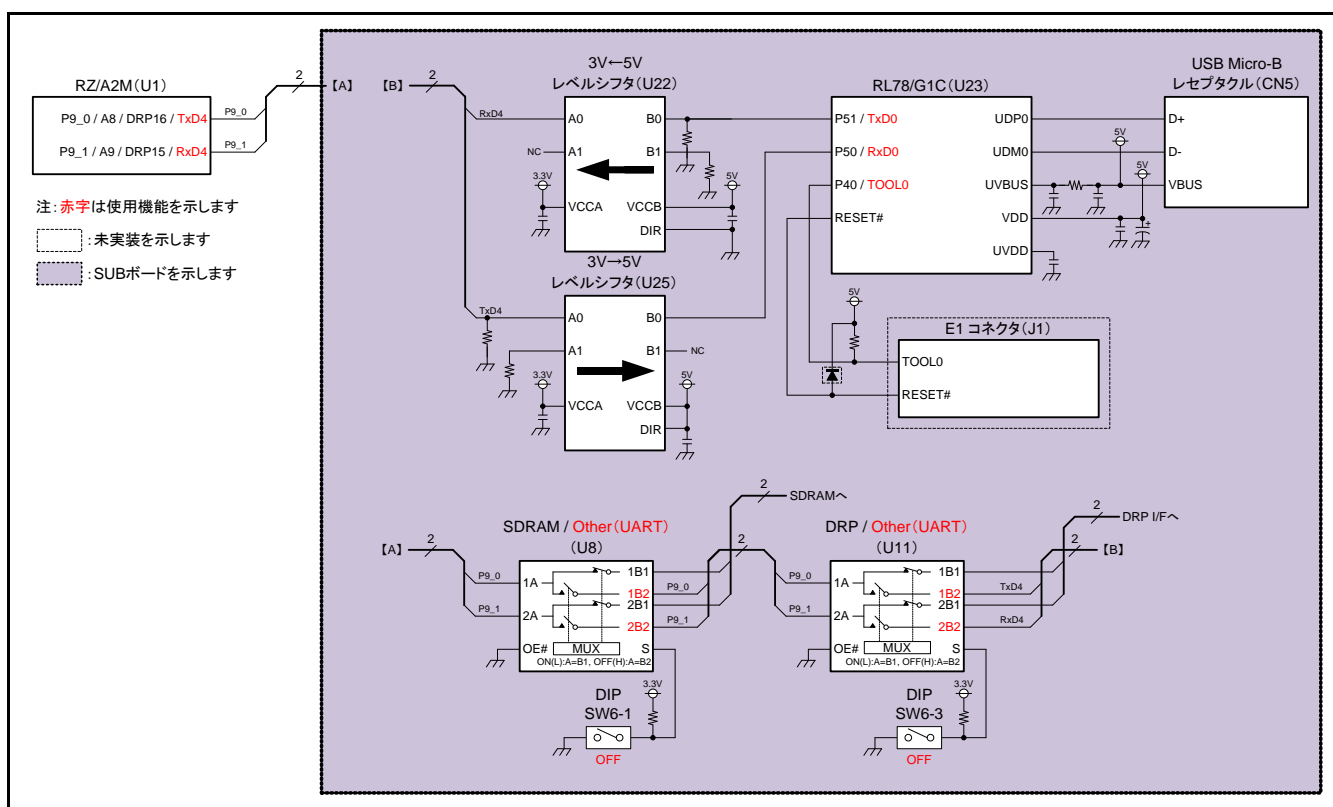 RZ/A2M(U1)
P9_0 / A8 / DRP16 / TxD4
P9_1 / A9 / DRP15 / RxD4
P9_0
P9_1
2
【A】
注:赤字は使用機能を示します
:未実装を示します
:SUBボードを示します
【B】
2
RxD4
TxD4
3V←5V
レベルシフタ(U22)
A0
B0
A1
B1
NC
3.3V
5V
VCCA
VCCB
DIR
3V→5V
レベルシフタ(U25)
A0
B0
A1
B1
NC
3.3V
5V
VCCA
VCCB
DIR
RL78/G1C(U23)
P51 / TxD0
P50 / RxD0
P40 / TOOL0
RESET#
UDP0
UDM0
UVBUS
VDD
UVDD
5V
5V
USB Micro-B
レセプタクル(CN5)
D+
D-
VBUS
5V
E1 コネクタ(J1)
TOOL0
RESET#
【A】
2
P9_0
P9_1
SDRAM / Other(UART)
(U8)
1A
2A
OE#
1B1
1B2
2B1
2B2
S
MUX
ON(L):A=B1, OFF(H):A=B2
P9_0
P9_1
2
SDRAMへ
2
DIP
SW6-1
3.3V
OFF
P9_0
P9_1
DRP / Other(UART)
(U11)
1A
2A
OE#
1B1
1B2
2B1
2B2
S
MUX
ON(L):A=B1, OFF(H):A=B2
TxD4
RxD4
2
DRP I/Fへ
2
【B】
DIP
SW6-3
3.3V
OFF